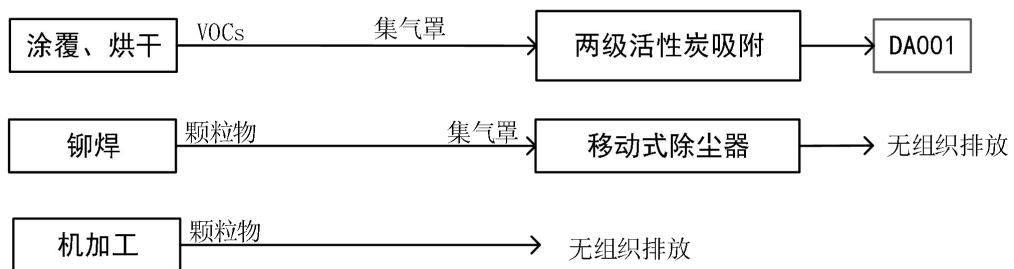 涂覆、烘干 VOCs 集气罩 两级活性炭吸附 DA001
铆焊 颗粒物 集气罩 移动式除尘器 无组织排放
机加工 颗粒物 无组织排放